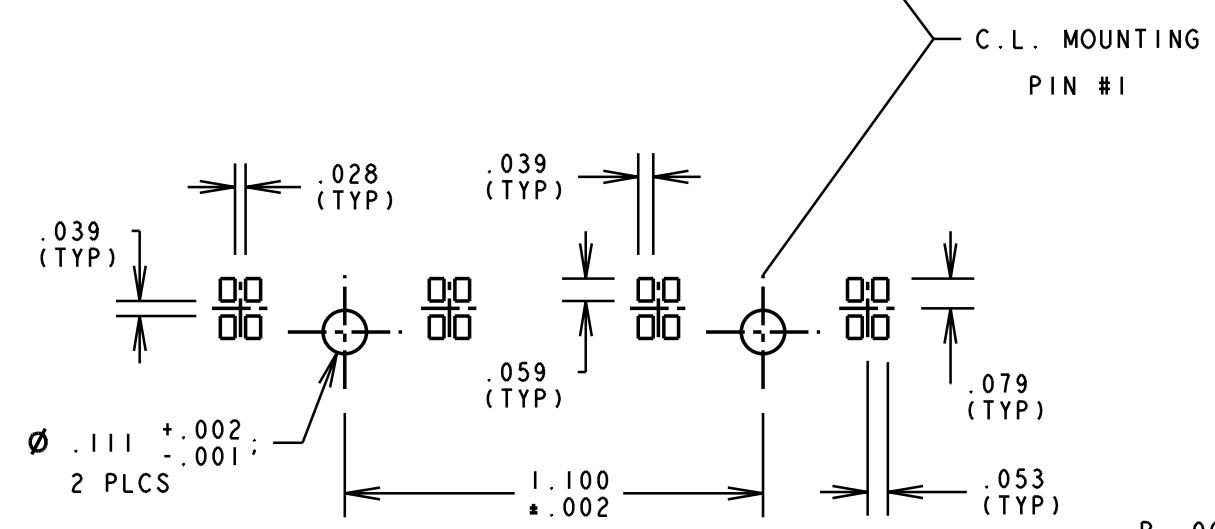 C.L. MOUNTING
PIN #1
.028
(TYP)
.039
(TYP)
.039
(TYP)
.059
(TYP)
.079
(TYP)
Ø .111 +.002
-.001;
2 PLCS
1.100
±.002
.053
(TYP)